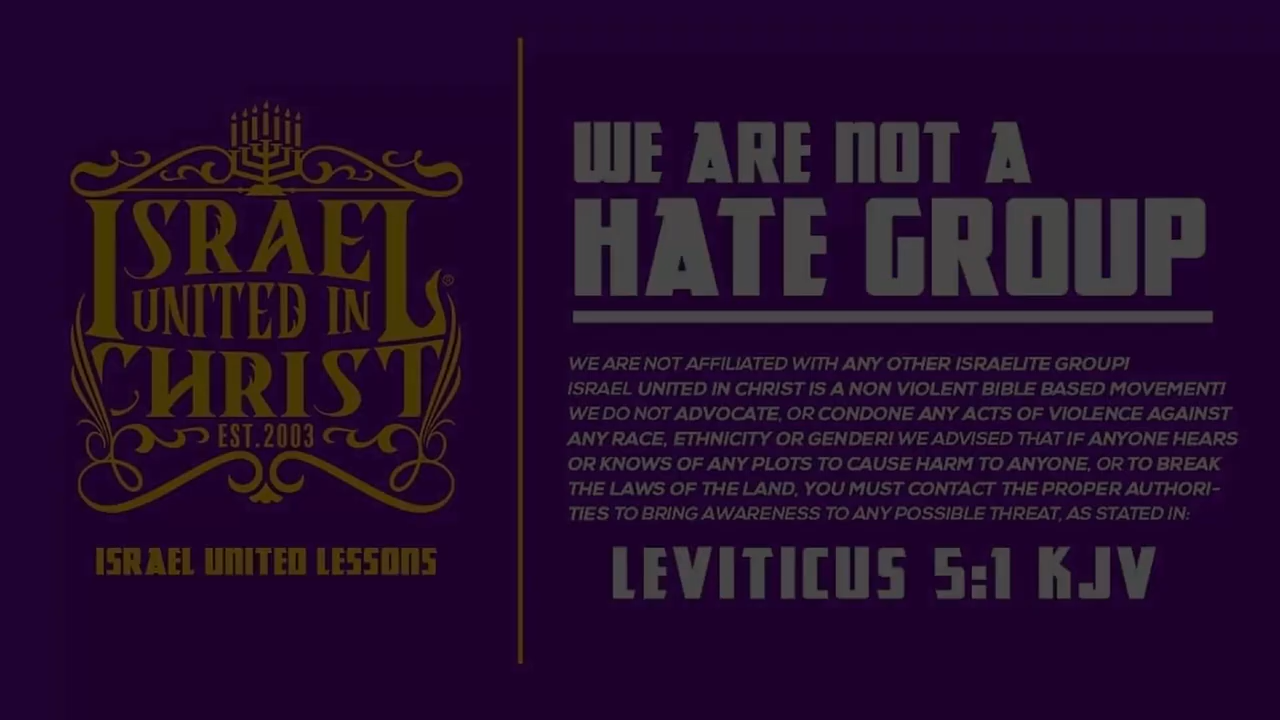 ISRAEL
UNITED IN
CHRIST
EST. 2003
ISRAEL UNITED LESSONS
WE ARE NOT A
HATE GROUP
WE ARE NOT AFFILIATED WITH ANY OTHER ISRAELITE GROUP!
ISRAEL UNITED IN CHRIST IS A NON VIOLENT BIBLE BASED MOVEMENT!
WE DO NOT ADVOCATE, OR CONDONE ANY ACTS OF VIOLENCE AGAINST
ANY RACE, ETHNICITY OR GENDER! WE ADVISED THAT IF ANYONE HEARS
OR KNOWS OF ANY PLOTS TO CAUSE HARM TO ANYONE, OR TO BREAK
THE LAWS OF THE LAND, YOU MUST CONTACT THE PROPER AUTHORI-
TIES TO BRING AWARENESS TO ANY POSSIBLE THREAT, AS STATED IN:
LEVITICUS 5:1 KJV